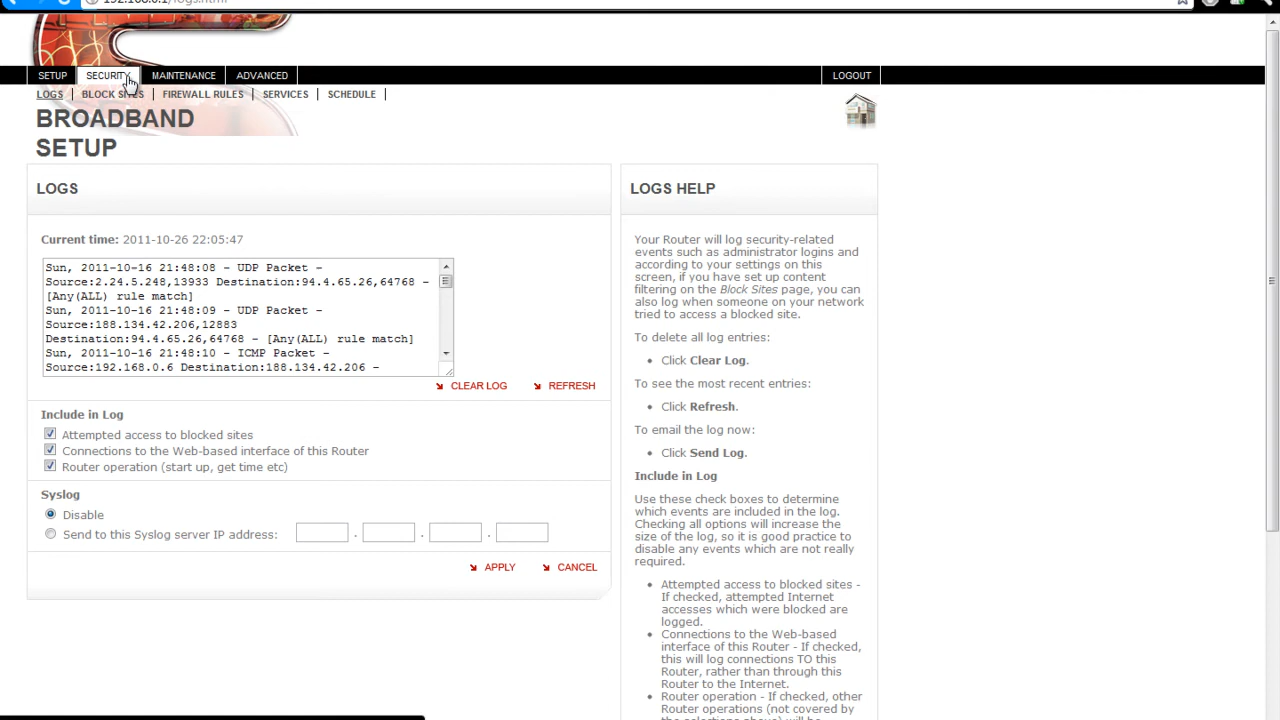 192.168.0.1/logs.html
SETUP SECURITY MAINTENANCE ADVANCED LOGOUT
LOGS BLOCK SITES FIREWALL RULES SERVICES SCHEDULE
BROADBAND
SETUP
LOGS
Current time: 2011-10-26 22:05:47
Sun, 2011-10-16 21:48:08 - UDP Packet -
Source:2.24.5.248,13933 Destination:94.4.65.26,64768 -
[Any(ALL) rule match]
Sun, 2011-10-16 21:48:09 - UDP Packet -
Source:188.134.42.206,12883
Destination:94.4.65.26,64768 - [Any(ALL) rule match]
Sun, 2011-10-16 21:48:10 - ICMP Packet -
Source:192.168.0.6 Destination:188.134.42.206 -
CLEAR LOG REFRESH
Include in Log
Attempted access to blocked sites
Connections to the Web-based interface of this Router
Router operation (start up, get time etc)
Syslog
Disable
Send to this Syslog server IP address: . . .
APPLY CANCEL
LOGS HELP
Your Router will log security-related
events such as administrator logins and
according to your settings on this
screen, if you have set up content
filtering on the Block Sites page, you can
also log when someone on your network
tried to access a blocked site.
To delete all log entries:
• Click Clear Log.
To see the most recent entries:
• Click Refresh.
To email the log now:
• Click Send Log.
Include in Log
Use these check boxes to determine
which events are included in the log.
Checking all options will increase the
size of the log, so it is good practice to
disable any events which are not really
required.
• Attempted access to blocked sites -
If checked, attempted Internet
accesses which were blocked are
logged.
• Connections to the Web-based
interface of this Router - If checked,
this will log connections TO this
Router, rather than through this
Router to the Internet.
• Router operation - If checked, other
Router operations (not covered by
the selections above) will be